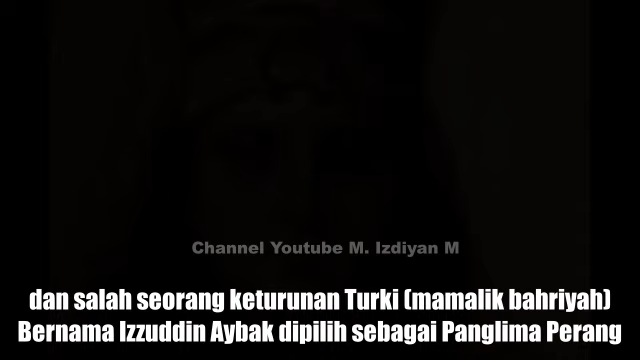 Channel Youtube M. Izdiyan M
dan salah seorang keturunan Turki (mamalik bahriyah)
Bernama Izzuddin Aybak dipilih sebagai Panglima Perang